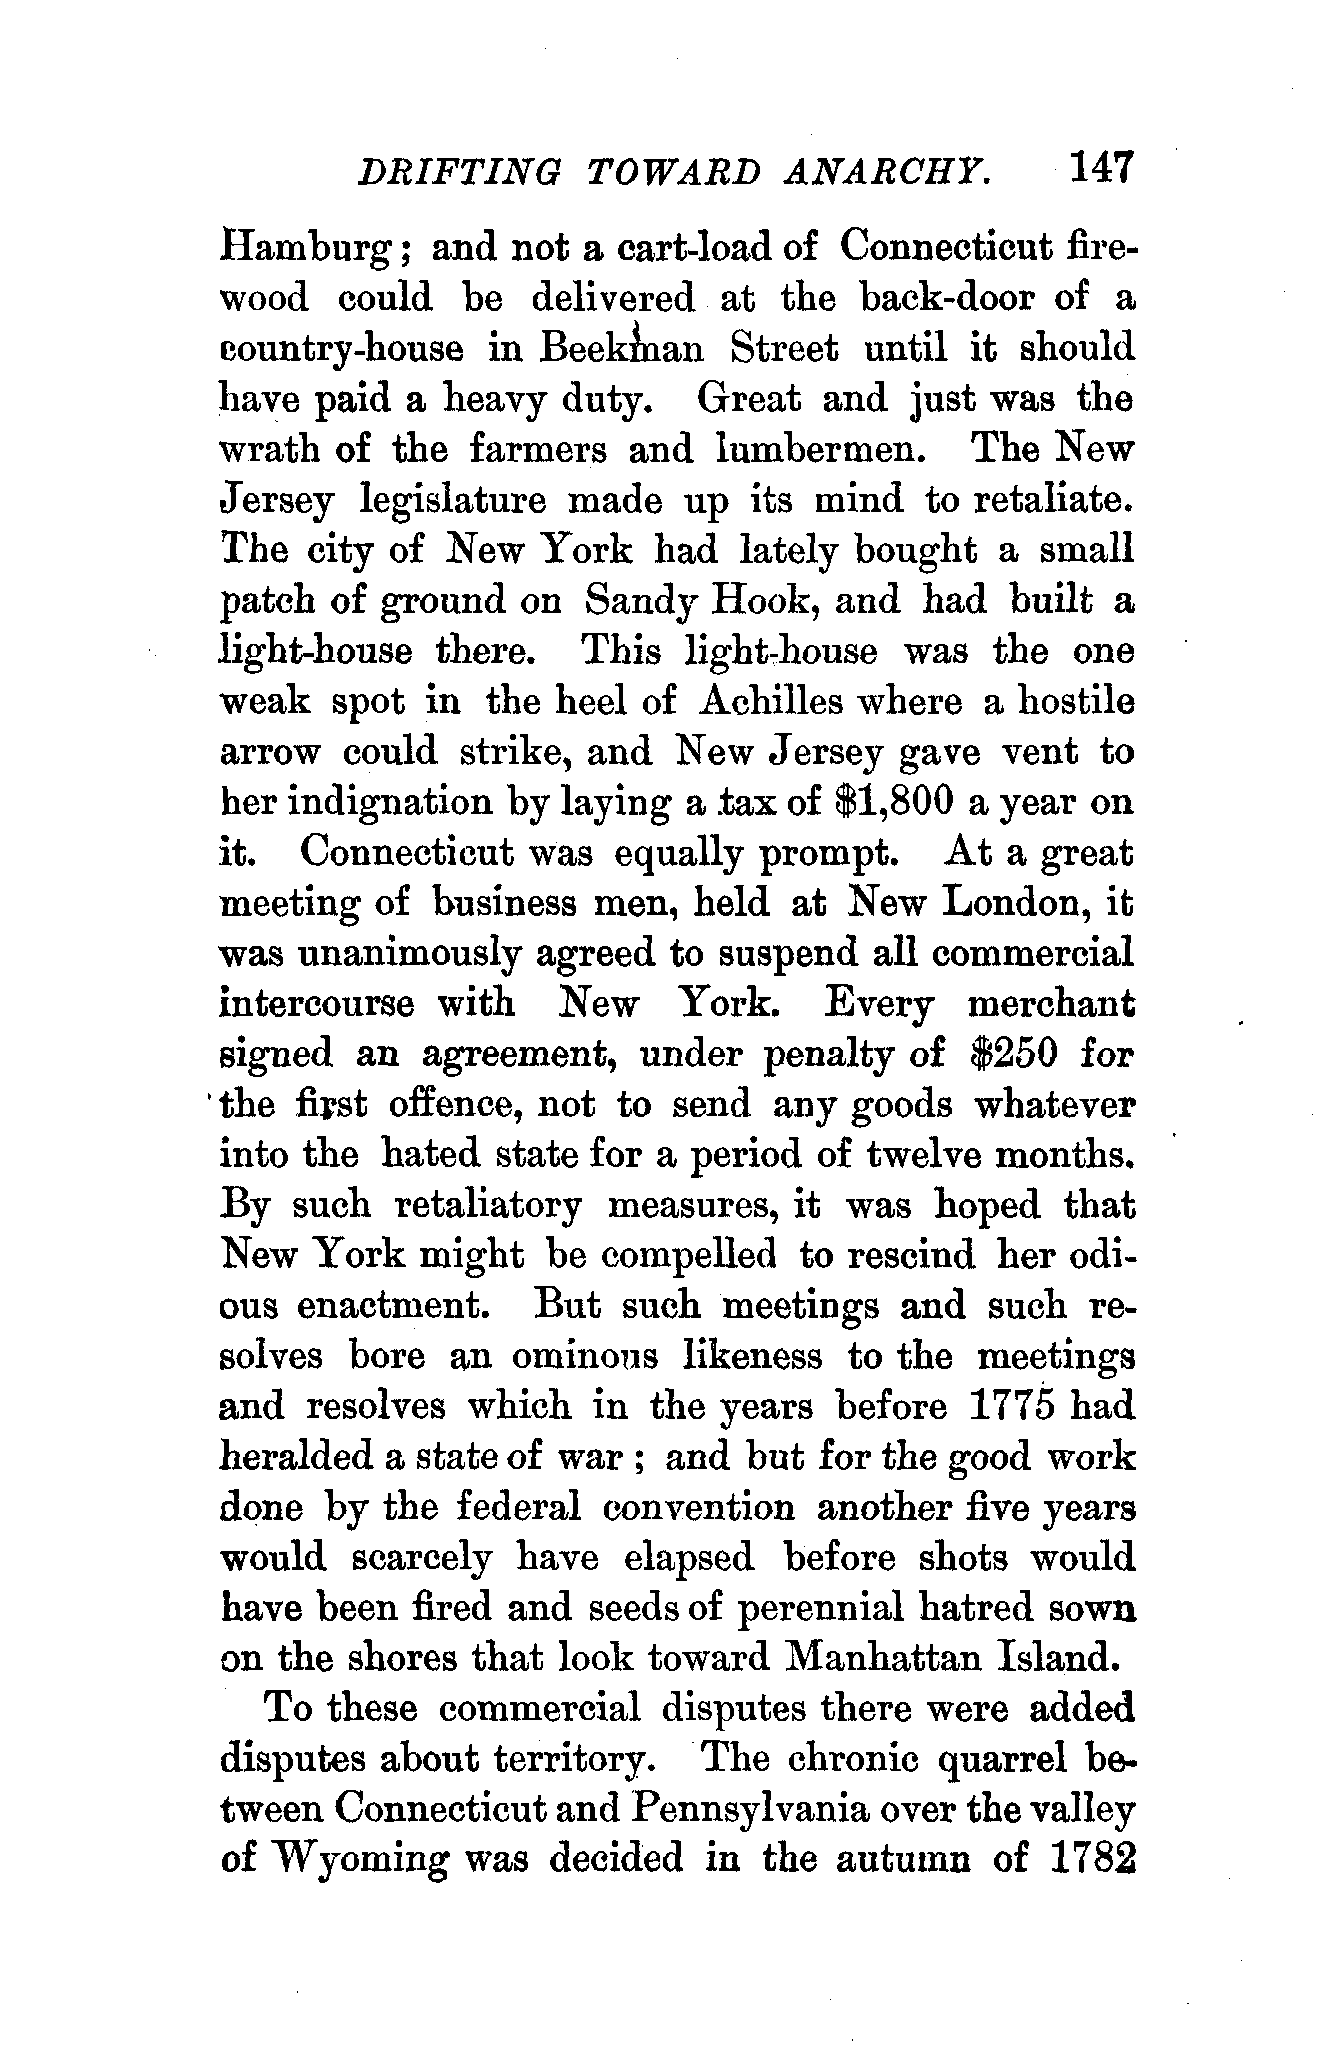 DRIFTING TOWARD ANARCHY. 147
Hamburg; and not a cart-load of Connecticut fire-
wood could be delivered at the back-door of a
country-house in Beekman Street until it should
have paid a heavy duty. Great and just was the
wrath of the farmers and lumbermen. The New
Jersey legislature made up its mind to retaliate.
The city of New York had lately bought a small
patch of ground on Sandy Hook, and had built a
light-house there. This light-house was the one
weak spot in the heel of Achilles where a hostile
arrow could strike, and New Jersey gave vent to
her indignation by laying a tax of $1,800 a year on
it. Connecticut was equally prompt. At a great
meeting of business men, held at New London, it
was unanimously agreed to suspend all commercial
intercourse with New York. Every merchant
signed an agreement, under penalty of $250 for
the first offence, not to send any goods whatever
into the hated state for a period of twelve months.
By such retaliatory measures, it was hoped that
New York might be compelled to rescind her odi-
ous enactment. But such meetings and such re-
solves bore an ominous likeness to the meetings
and resolves which in the years before 1775 had
heralded a state of war; and but for the good work
done by the federal convention another five years
would scarcely have elapsed before shots would
have been fired and seeds of perennial hatred sown
on the shores that look toward Manhattan Island.
To these commercial disputes there were added
disputes about territory. The chronic quarrel be-
tween Connecticut and Pennsylvania over the valley
of Wyoming was decided in the autumn of 1782